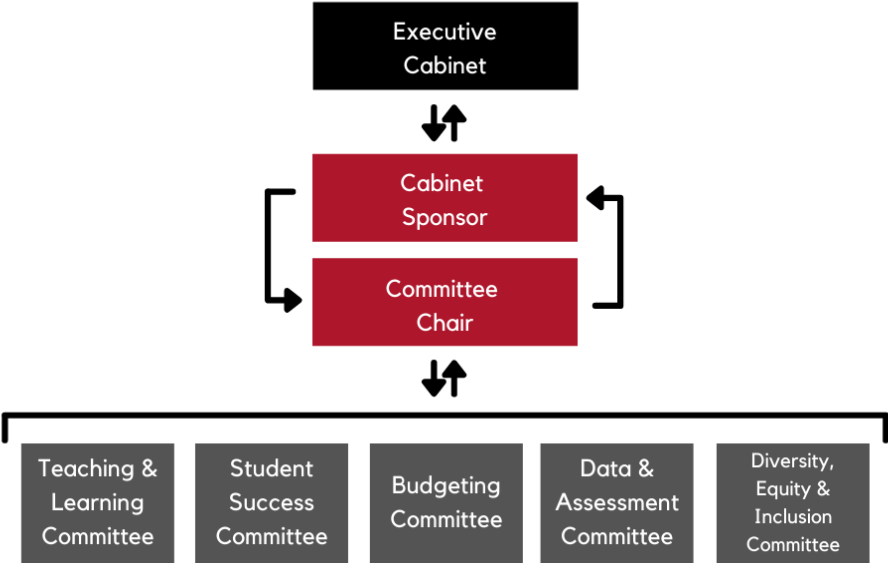 Executive
Cabinet
Cabinet
Sponsor
Committee
Chair
Teaching &
Learning
Committee
Student
Success
Committee
Budgeting
Committee
Data &
Assessment
Committee
Diversity,
Equity &
Inclusion
Committee